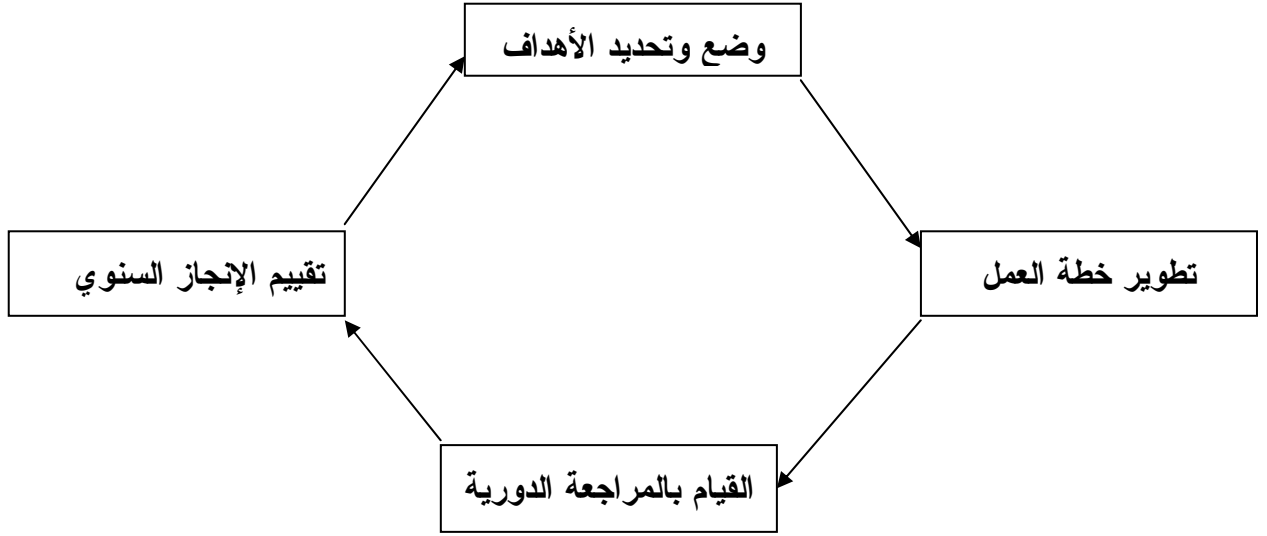 وضع وتحديد الأهداف
تطوير خطة العمل
تقييم الإنجاز السنوي
القيام بالمراجعة الدورية